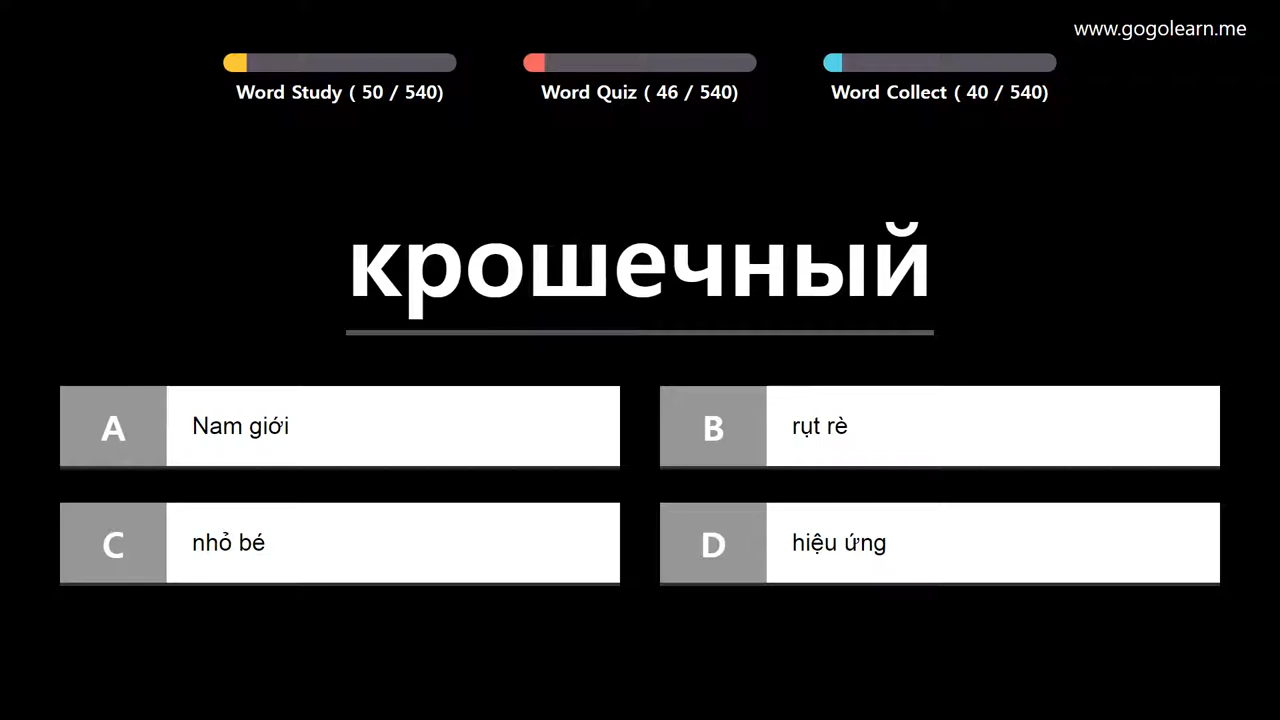 www.gogolearn.me
Word Study ( 50 / 540)
Word Quiz ( 46 / 540)
Word Collect ( 40 / 540)
крошечный
A Nam giới
B rụt rè
C nhỏ bé
D hiệu ứng